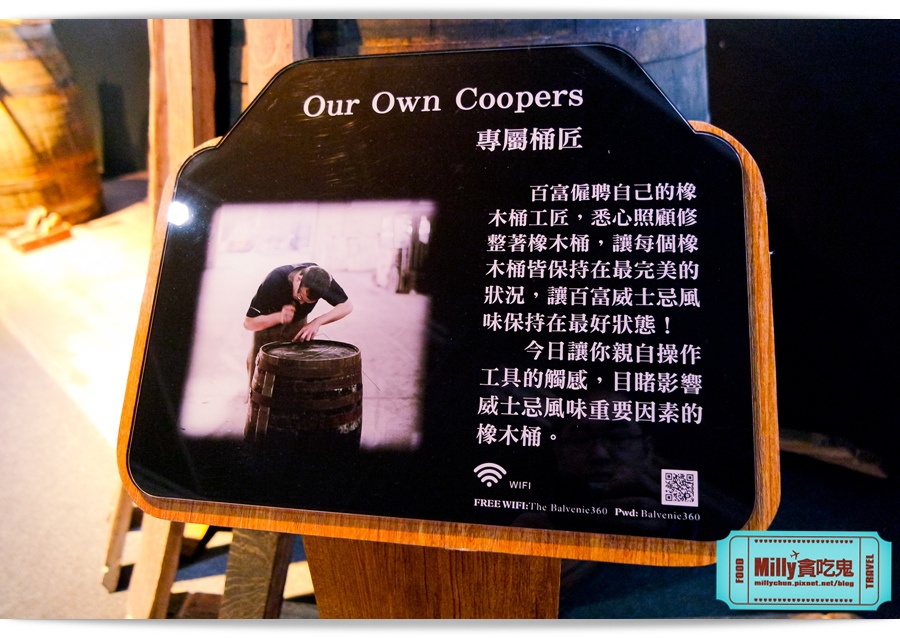 Our Own Coopers
專屬桶匠
百富僱聘自己的橡
木桶工匠，悉心照顧修
整著橡木桶，讓每個橡
木桶皆保持在最完美的
狀況，讓百富威士忌風
味保持在最好狀態！
今日讓你親自操作
工具的觸感，目睹影響
威士忌風味重要因素的
橡木桶。
WIFI
FREE WIFI:The Balvenie360 Pwd: Balvenie360
FOOD
Milly貪吃鬼
millychun.pixnet.net/blog
TRAVEL